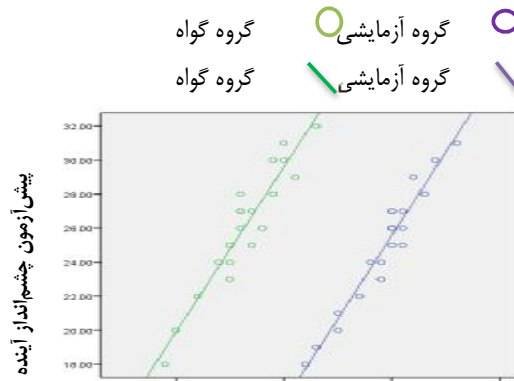 گروه آزمایشی گروه گواه
گروه آزمایشی گروه گواه
پیش‌آزمون چشم‌انداز آینده
32.00
30.00
28.00
26.00
24.00
22.00
20.00
18.00